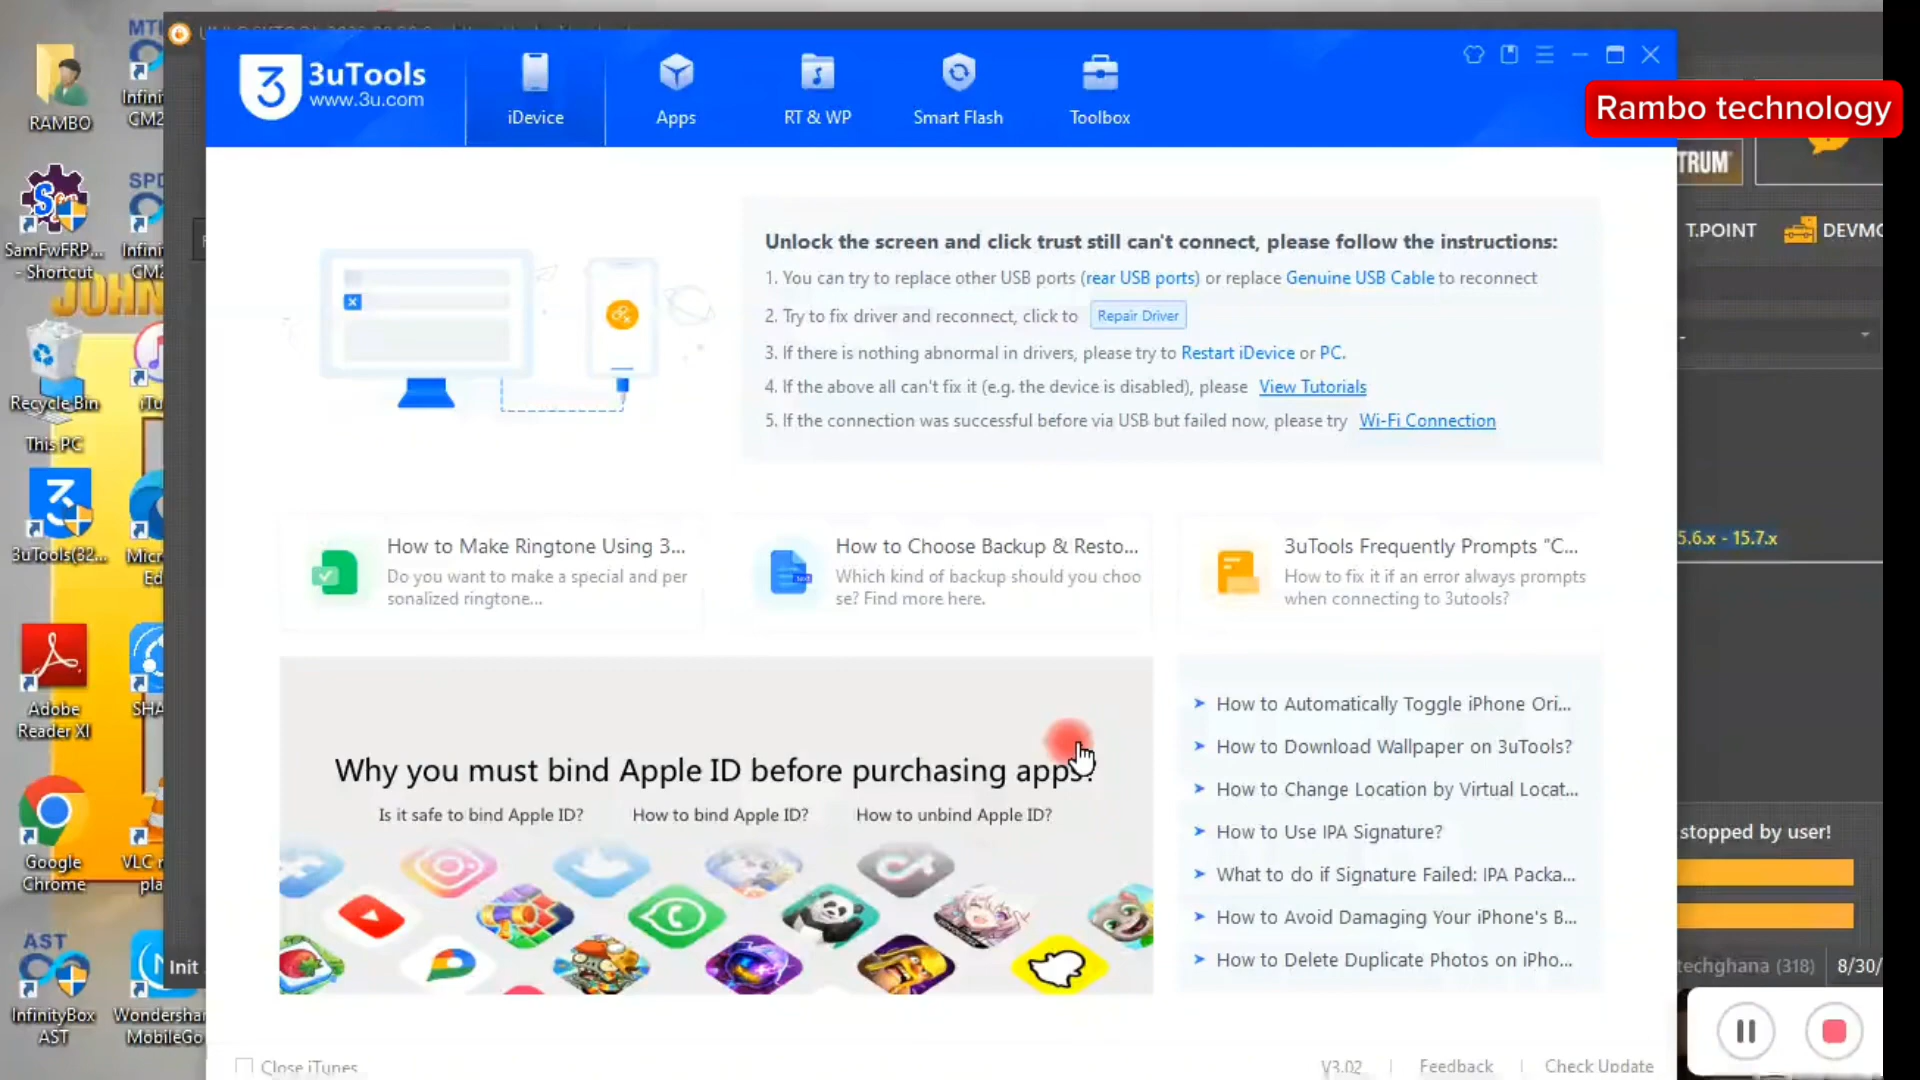 3uTools
www.3u.com
iDevice
Apps
RT & WP
Smart Flash
Toolbox
Rambo technology
TRUM
T.POINT
Unlock the screen and click trust still can't connect, please follow the instructions:
1. You can try to replace other USB ports (rear USB ports) or replace Genuine USB Cable to reconnect
2. Try to fix driver and reconnect, click to Repair Driver
3. If there is nothing abnormal in drivers, please try to Restart iDevice or PC.
4. If the above all can't fix it (e.g. the device is disabled), please View Tutorials
5. If the connection was successful before via USB but failed now, please try Wi-Fi Connection
How to Make Ringtone Using 3...
Do you want to make a special and per
sonalized ringtone...
How to Choose Backup & Resto...
Which kind of backup should you choo
se? Find more here.
3uTools Frequently Prompts "C...
How to fix it if an error always prompts
when connecting to 3utools?
Why you must bind Apple ID before purchasing apps?
Is it safe to bind Apple ID?
How to bind Apple ID?
How to unbind Apple ID?
How to Automatically Toggle iPhone Ori...
How to Download Wallpaper on 3uTools?
How to Change Location by Virtual Locat...
How to Use IPA Signature?
What to do if Signature Failed: IPA Packa...
How to Avoid Damaging Your iPhone's B...
How to Delete Duplicate Photos on iPho...
Close iTunes
V3.02
Feedback
Check Update
5.6.x - 15.7.x
stopped by user!
techghana (318)
8/30/
Init
RAMBO
SamFwFRP...
- Shortcut
Recycle Bin
This PC
3uTools(32...
Adobe
Reader XI
Google
Chrome
AST
InfinityBox
AST
Wondershar
MobileGo